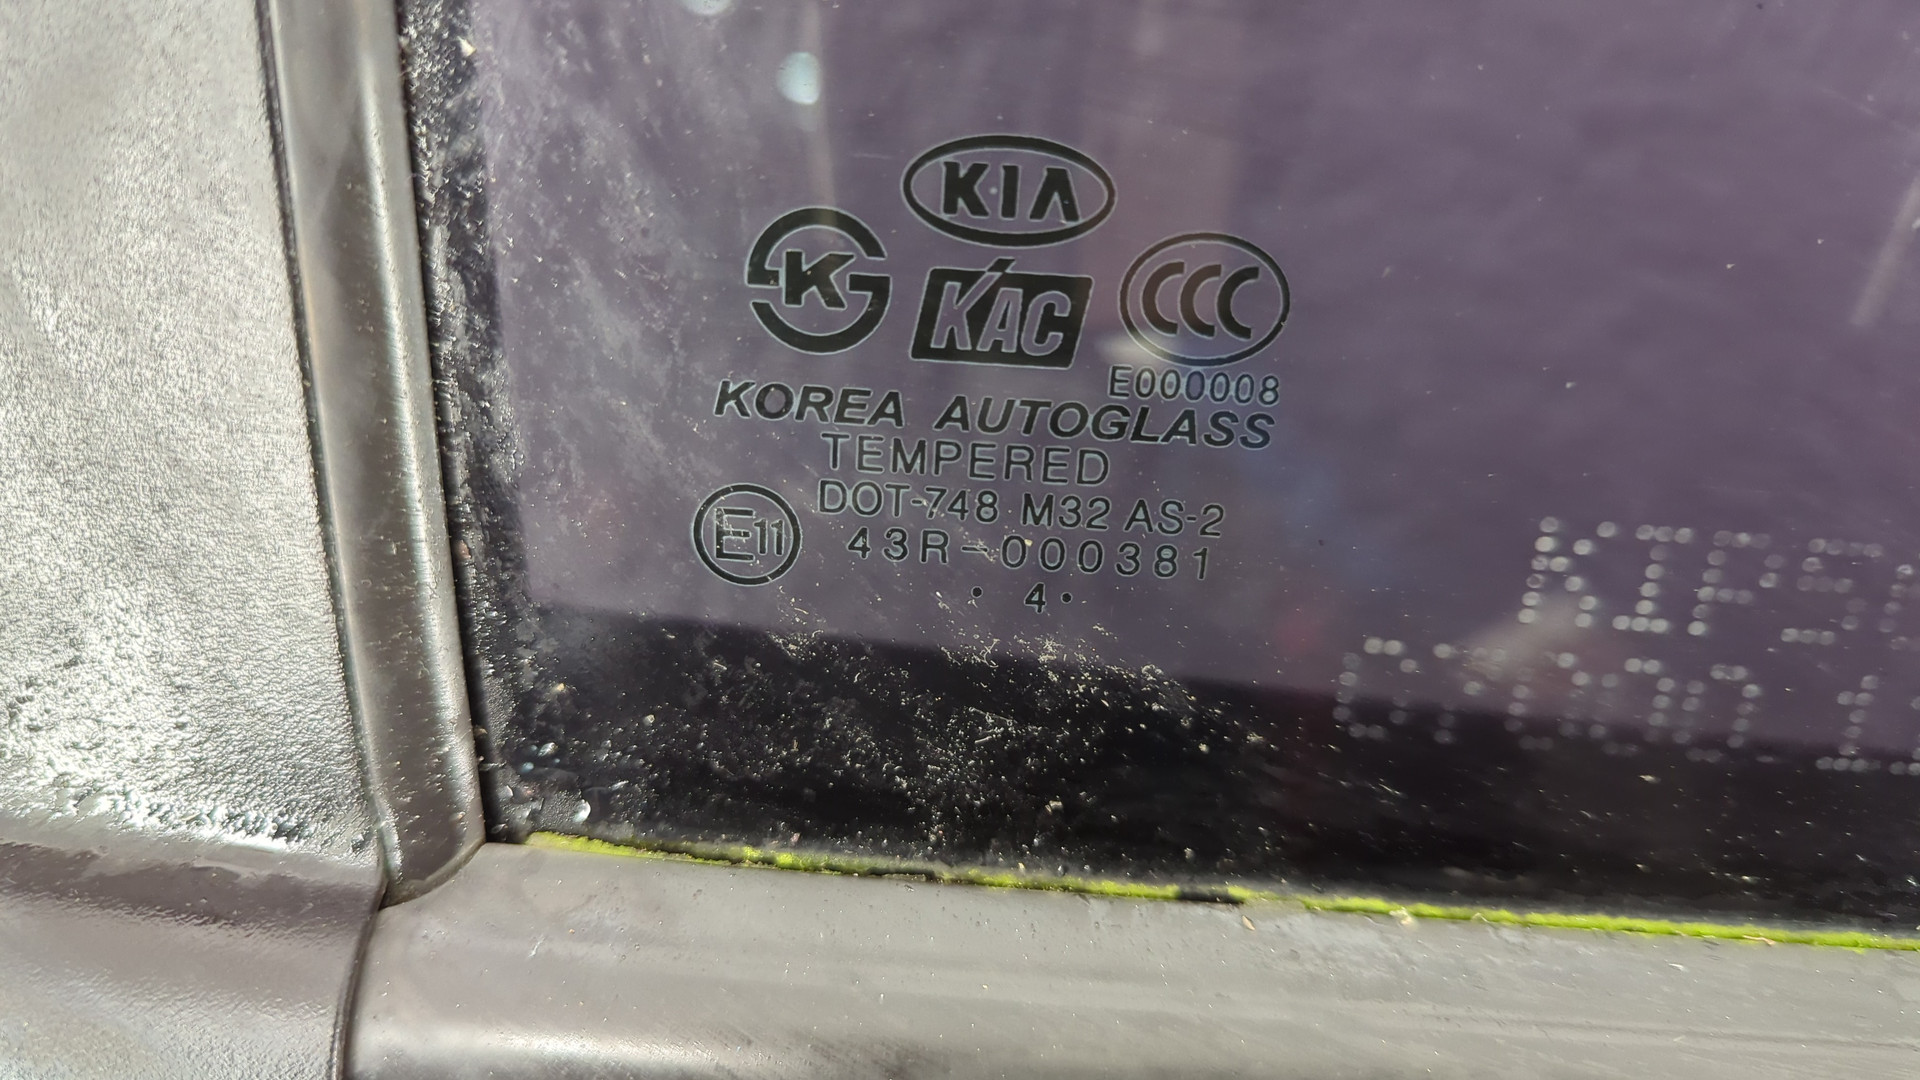 KIA
K
KAC
CCC
E000008
KOREA AUTOGLASS
TEMPERED
DOT-748 M32 AS-2
E11
43R-000381
· 4 ·